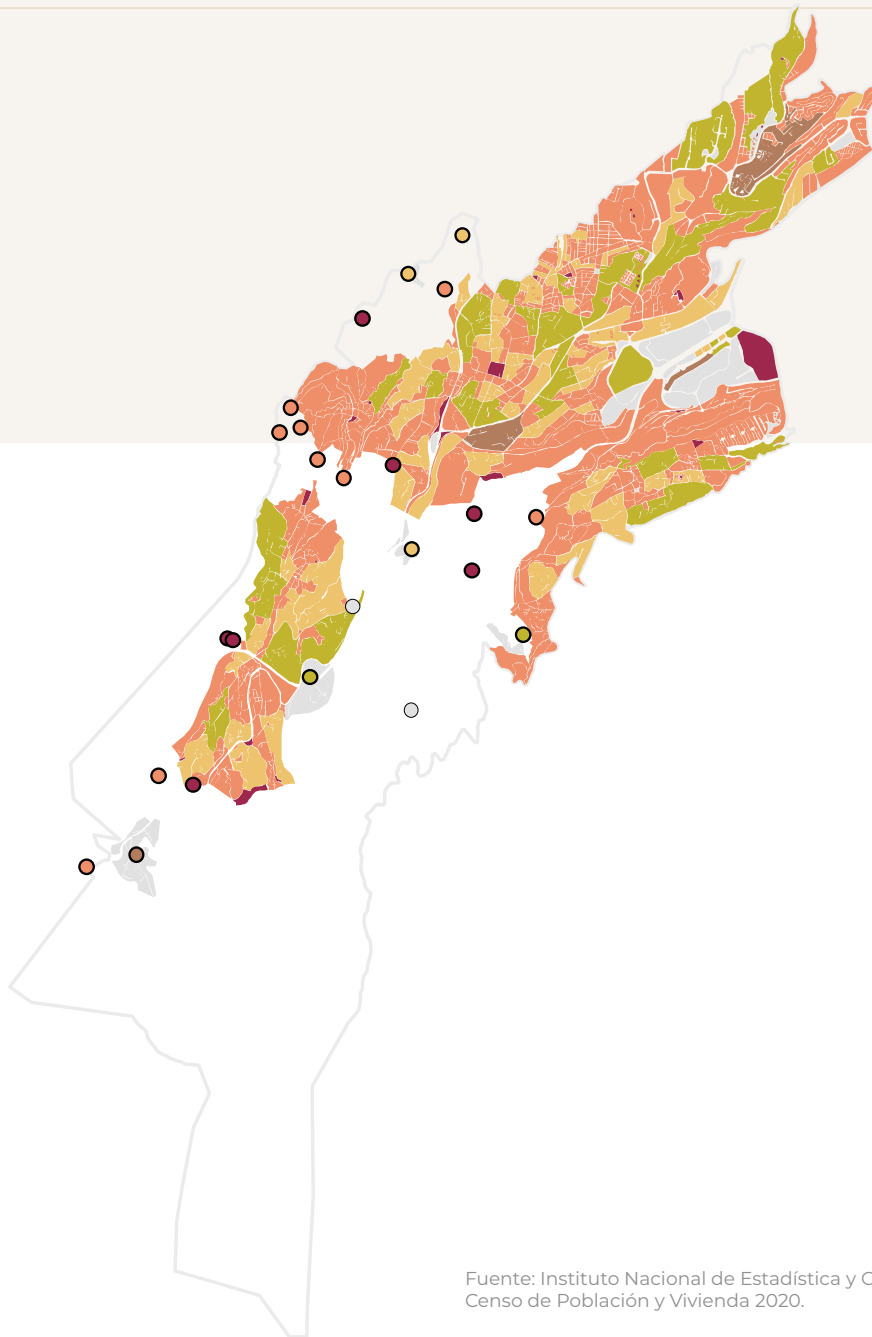 Fuente: Instituto Nacional de Estadística y
Censo de Población y Vivienda 2020.